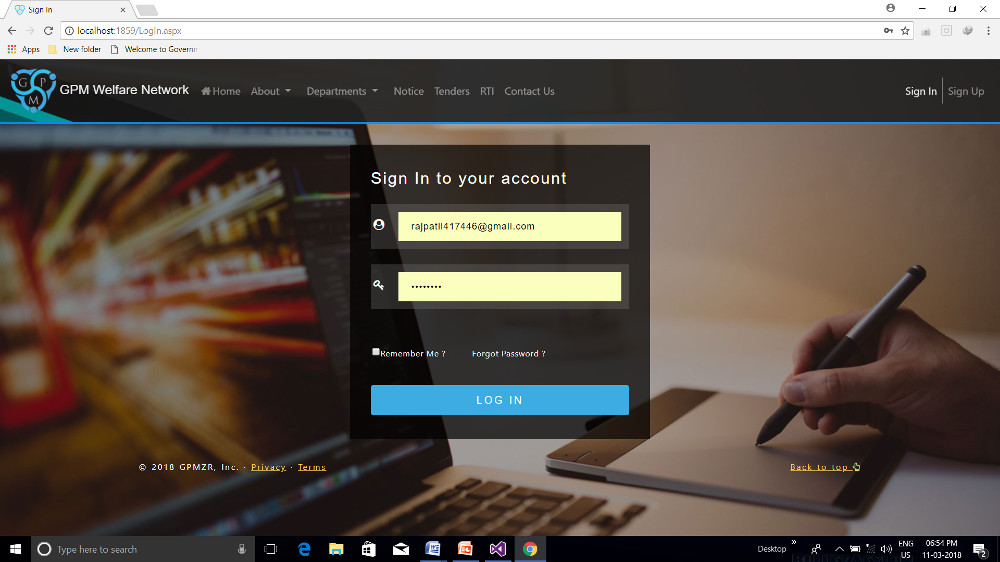 Sign In
localhost:1859/LogIn.aspx
Apps New folder Welcome to Governm
G P M
GPM Welfare Network Home About Departments Notice Tenders RTI Contact Us Sign In Sign Up
Sign In to your account
rajpatil417446@gmail.com
••••••••
Remember Me ? Forgot Password ?
LOG IN
© 2018 GPMZR, Inc. · Privacy · Terms Back to top
Type here to search
Desktop
ENG
US
06:54 PM
11-03-2018
2